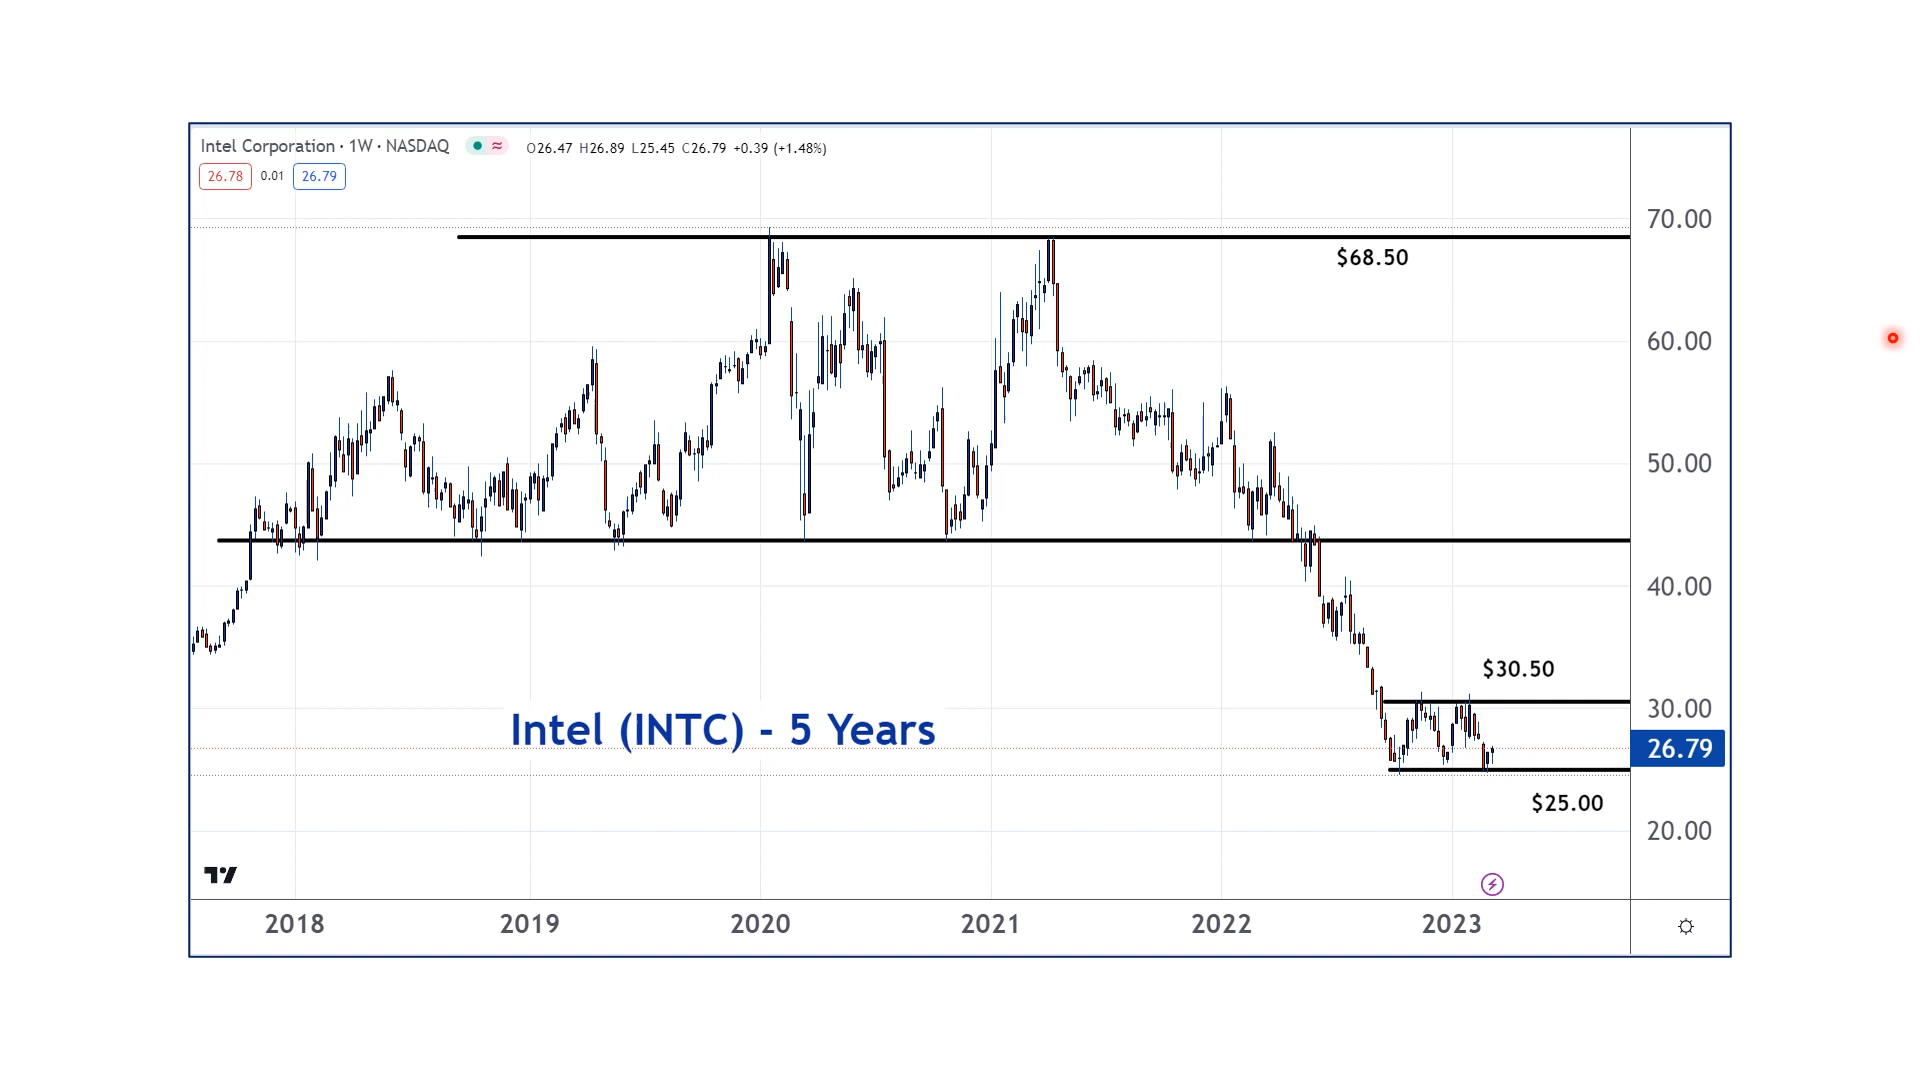 Intel Corporation · 1W · NASDAQ ≈ O26.47 H26.89 L25.45 C26.79 +0.39 (+1.48%)
26.78 0.01 26.79
70.00
$68.50
60.00
50.00
40.00
$30.50
30.00
Intel (INTC) - 5 Years
26.79
$25.00
20.00
2018 2019 2020 2021 2022 2023